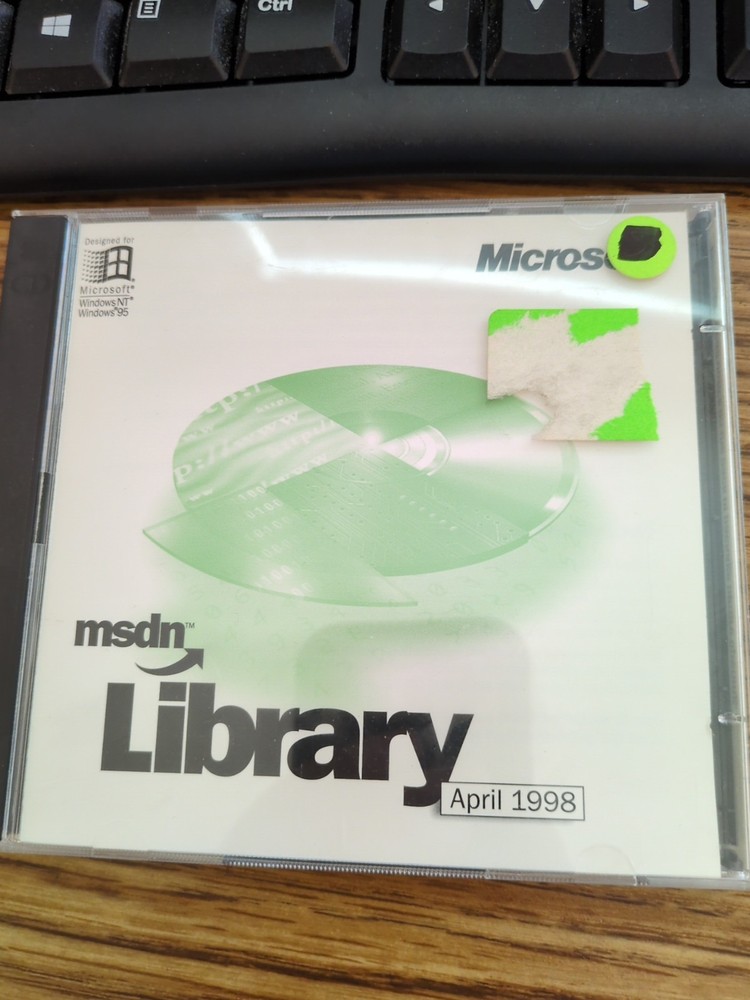 Ctrl
Designed for
Microsoft®
Windows NT®
Windows®95
Micros
msdn™
Library
April 1998